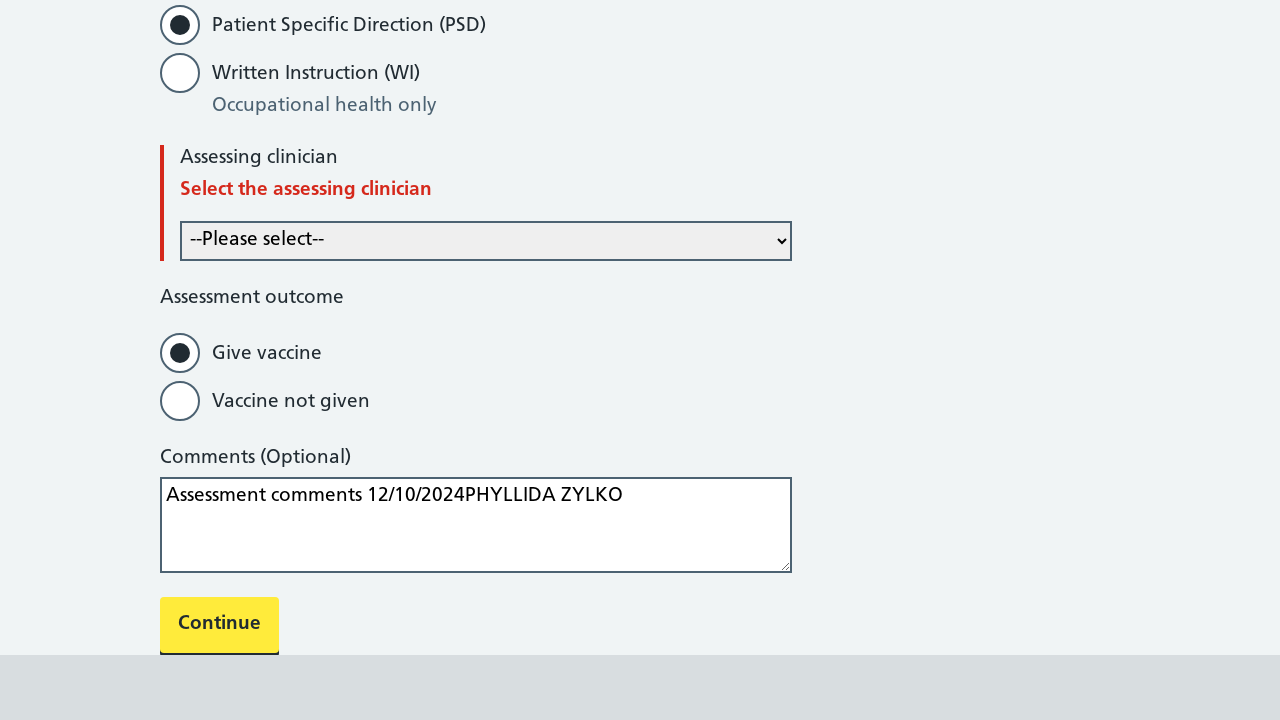 Patient Specific Direction (PSD)
Written Instruction (WI)
Occupational health only
Assessing clinician
Select the assessing clinician
--Please select--
Assessment outcome
Give vaccine
Vaccine not given
Comments (Optional)
Assessment comments 12/10/2024PHYLLIDA ZYLKO
Continue